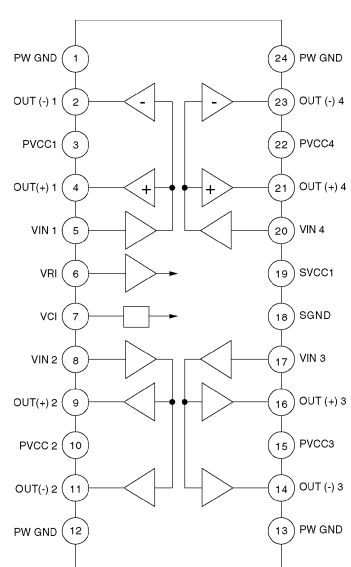 PW GND 1 24 PW GND
OUT (-) 1 2 - - 23 OUT (-) 4
PVCC1 3 22 PVCC4
OUT(+) 1 4 + + 21 OUT (+) 4
VIN 1 5 20 VIN 4
VRI 6 19 SVCC1
VCI 7 18 SGND
VIN 2 8 17 VIN 3
OUT(+) 2 9 16 OUT (+) 3
PVCC 2 10 15 PVCC3
OUT(-) 2 11 14 OUT (-) 3
PW GND 12 13 PW GND